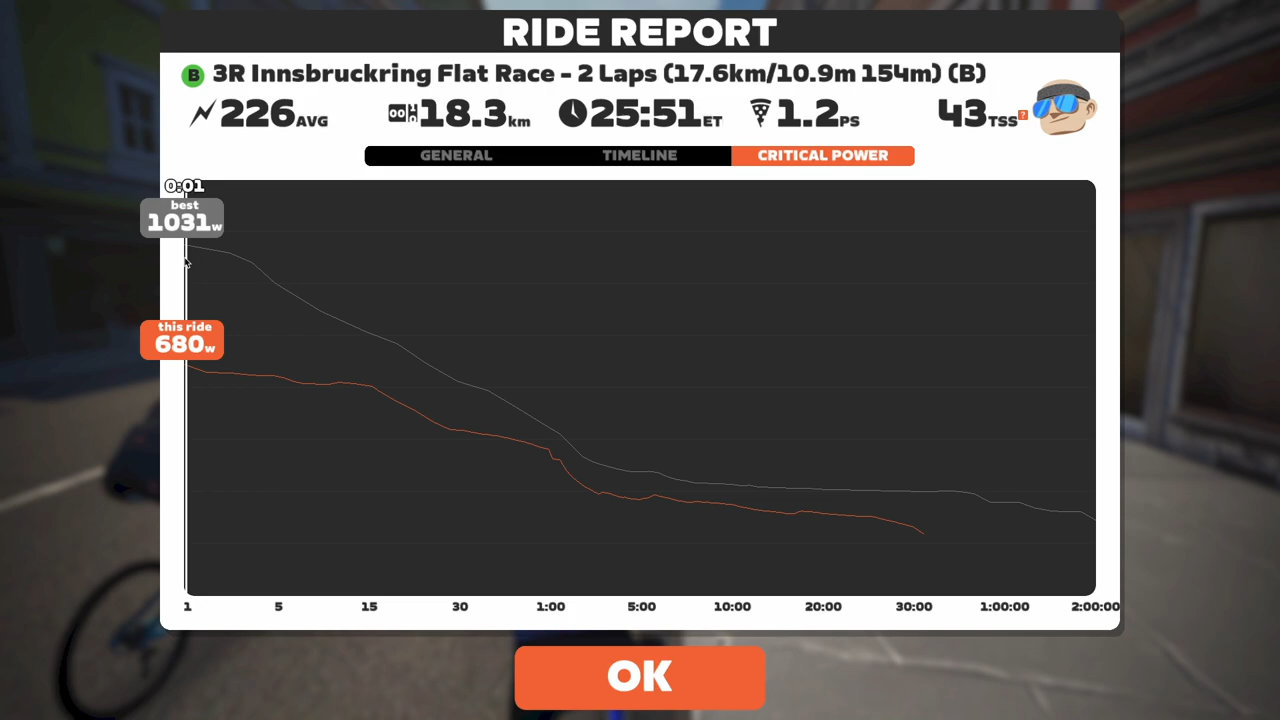 RIDE REPORT
B 3R Innsbruckring Flat Race - 2 Laps (17.6km/10.9m 154m) (B)
226AVG 18.3km 25:51ET 1.2PS 43TSS?
GENERAL TIMELINE CRITICAL POWER
0:01
best
1031w
this ride
680w
1 5 15 30 1:00 5:00 10:00 20:00 30:00 1:00:00 2:00:00
OK